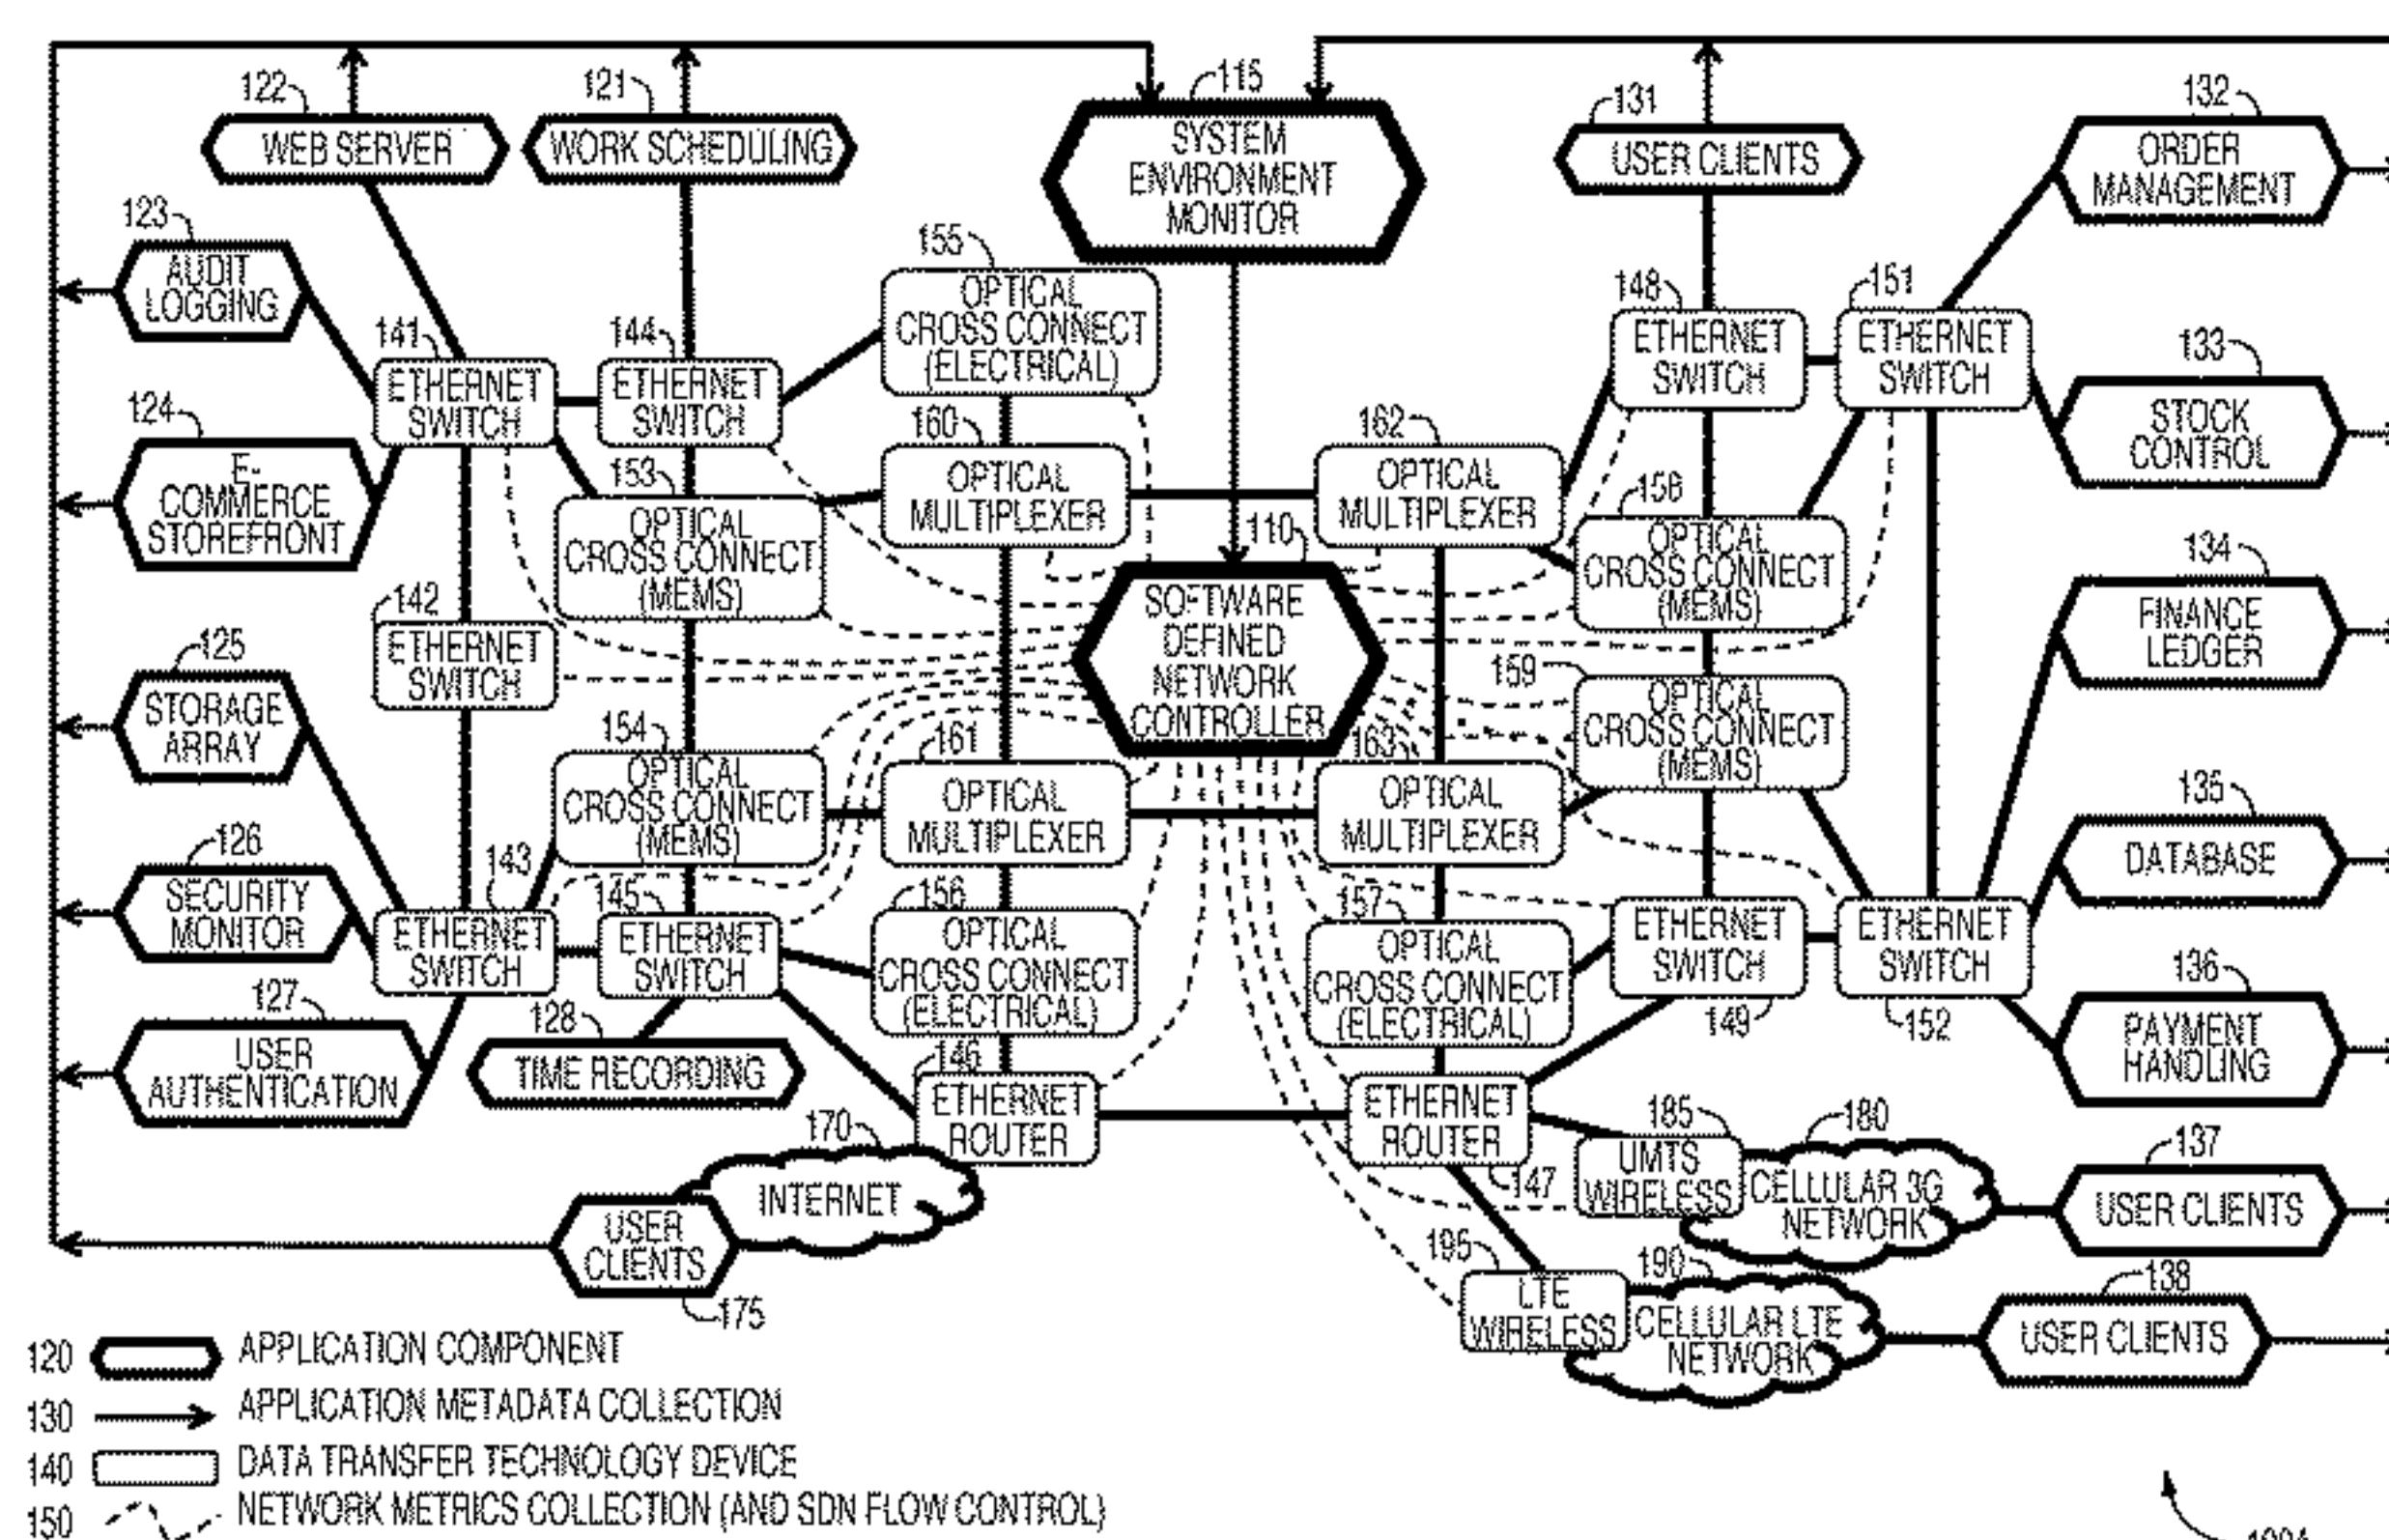 122
121
115
131
132
WEB SERVER
WORK SCHEDULING
SYSTEM
ENVIRONMENT
MONITOR
USER CLIENTS
ORDER
MANAGEMENT
123
AUDIT
LOGGING
155
OPTICAL
CROSS CONNECT
(ELECTRICAL)
148
ETHERNET
SWITCH
151
ETHERNET
SWITCH
133
STOCK
CONTROL
141
ETHERNET
SWITCH
144
ETHERNET
SWITCH
124
E-
COMMERCE
STOREFRONT
153
OPTICAL
CROSS CONNECT
(MEMS)
160
OPTICAL
MULTIPLEXER
162
OPTICAL
MULTIPLEXER
158
OPTICAL
CROSS CONNECT
(MEMS)
110
SOFTWARE
DEFINED
NETWORK
CONTROLLER
134
FINANCE
LEDGER
142
ETHERNET
SWITCH
125
STORAGE
ARRAY
159
OPTICAL
CROSS CONNECT
(MEMS)
154
OPTICAL
CROSS CONNECT
(MEMS)
161
OPTICAL
MULTIPLEXER
163
OPTICAL
MULTIPLEXER
135
DATABASE
126
SECURITY
MONITOR
143
ETHERNET
SWITCH
145
ETHERNET
SWITCH
156
OPTICAL
CROSS CONNECT
(ELECTRICAL)
157
OPTICAL
CROSS CONNECT
(ELECTRICAL)
ETHERNET
SWITCH
149
ETHERNET
SWITCH
152
136
PAYMENT
HANDLING
127
USER
AUTHENTICATION
128
TIME RECORDING
146
ETHERNET
ROUTER
ETHERNET
ROUTER
147
170
INTERNET
185
UMTS
WIRELESS
180
CELLULAR 3G
NETWORK
137
USER CLIENTS
USER
CLIENTS
175
195
LTE
WIRELESS
190
CELLULAR LTE
NETWORK
138
USER CLIENTS
120 APPLICATION COMPONENT
130 APPLICATION METADATA COLLECTION
140 DATA TRANSFER TECHNOLOGY DEVICE
150 NETWORK METRICS COLLECTION (AND SDN FLOW CONTROL)